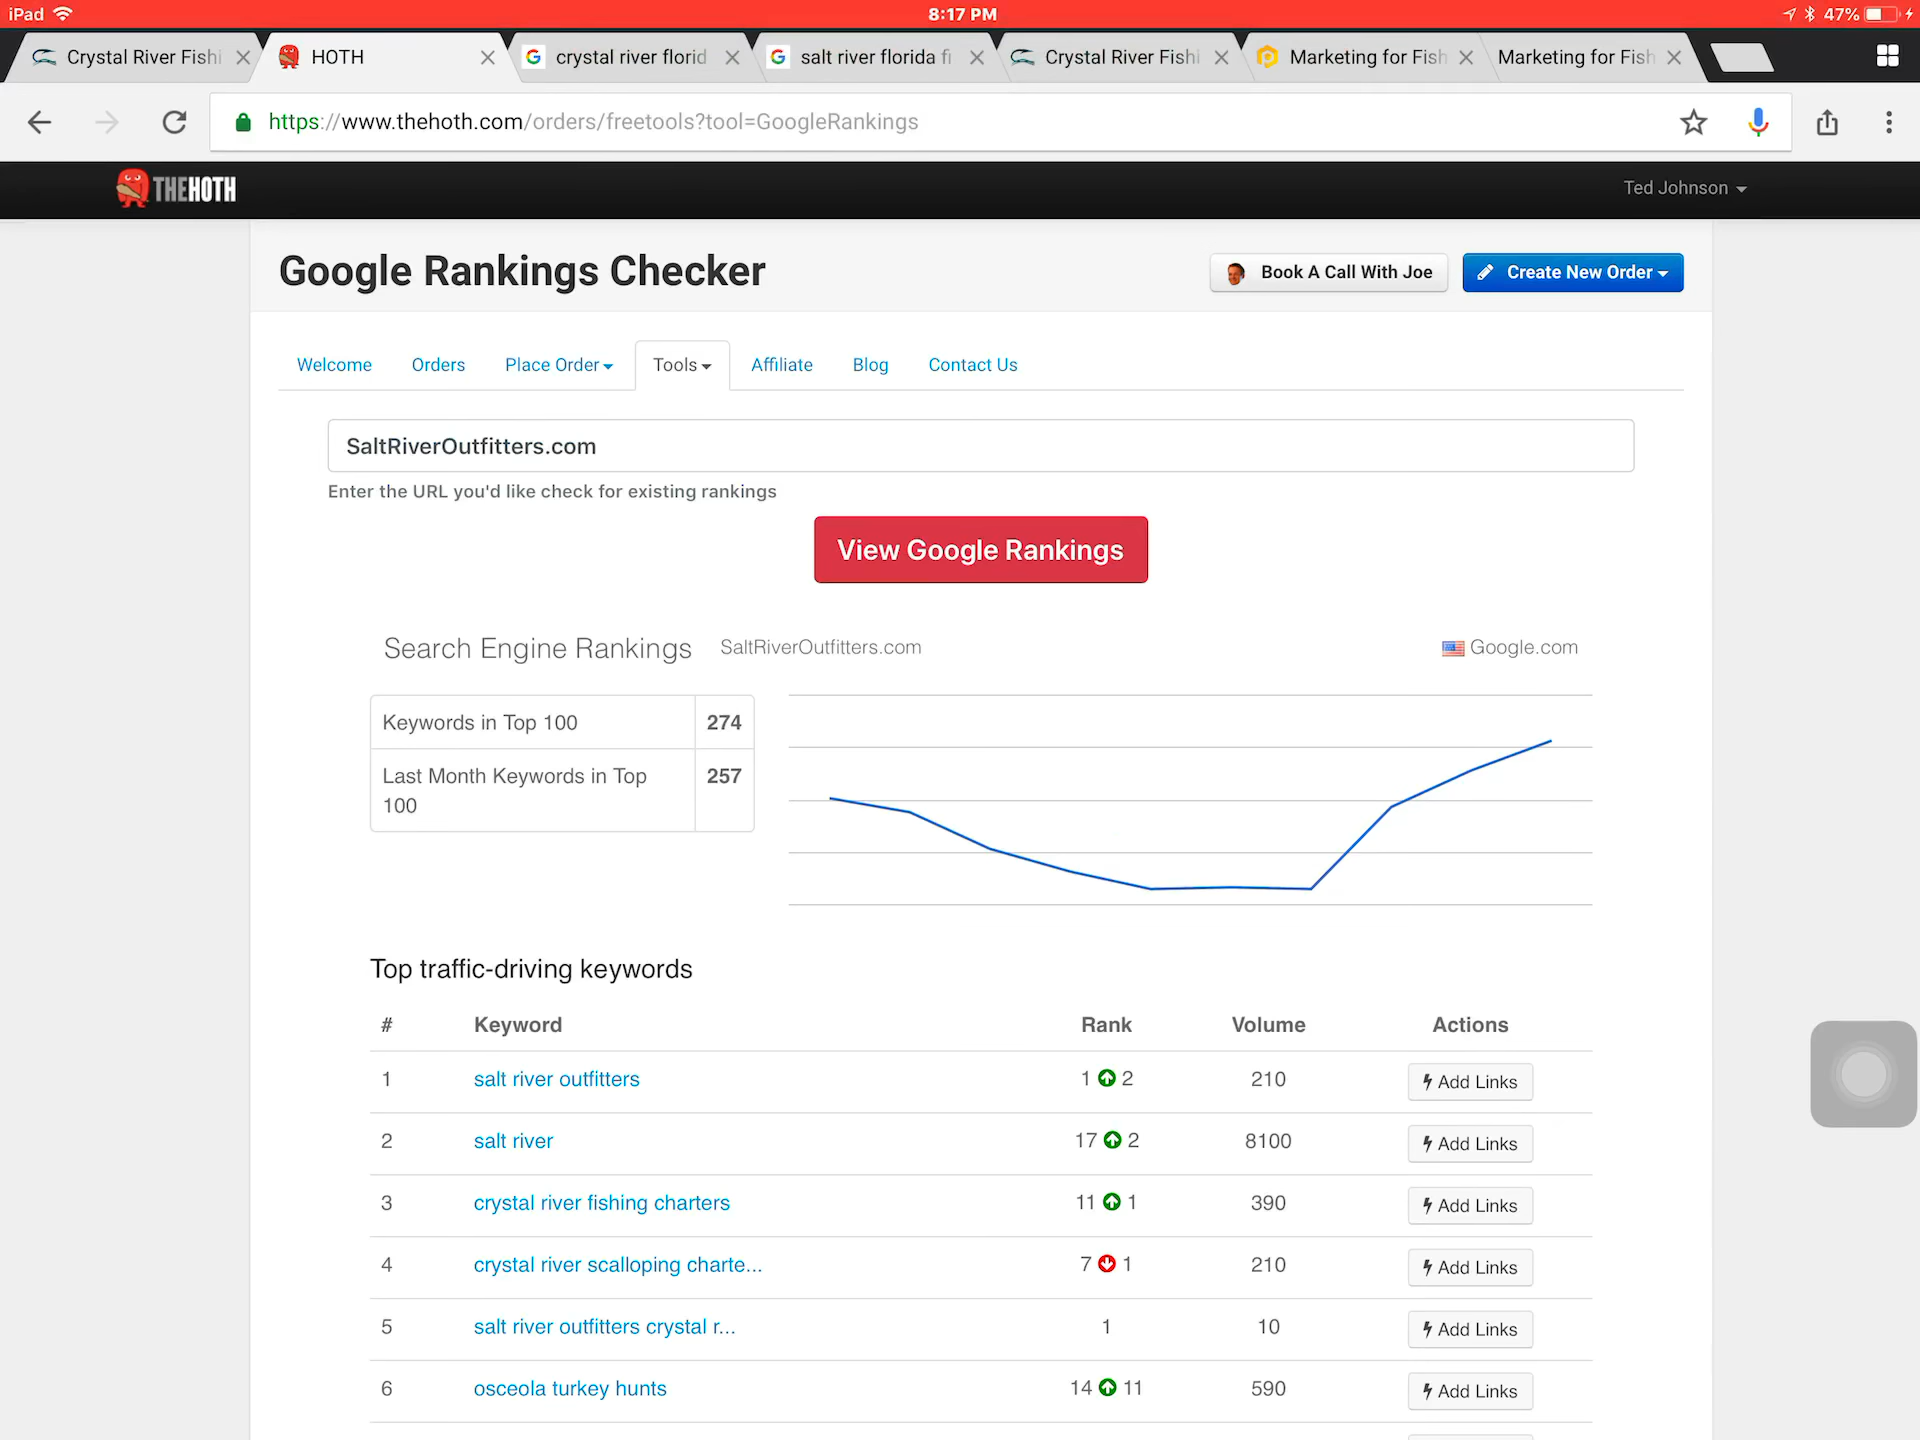 iPad 8:17 PM 47%
Crystal River Fishi HOTH crystal river florid salt river florida fi Crystal River Fishi Marketing for Fish Marketing for Fish
https://www.thehoth.com/orders/freetools?tool=GoogleRankings
THEHOTH Ted Johnson
Google Rankings Checker Book A Call With Joe Create New Order
Welcome Orders Place Order Tools Affiliate Blog Contact Us
SaltRiverOutfitters.com
Enter the URL you'd like check for existing rankings
View Google Rankings
Search Engine Rankings SaltRiverOutfitters.com Google.com
Keywords in Top 100 274
Last Month Keywords in Top 257
100
Top traffic-driving keywords
# Keyword Rank Volume Actions
1 salt river outfitters 1 2 210 Add Links
2 salt river 17 2 8100 Add Links
3 crystal river fishing charters 11 1 390 Add Links
4 crystal river scalloping charte... 7 1 210 Add Links
5 salt river outfitters crystal r... 1 10 Add Links
6 osceola turkey hunts 14 11 590 Add Links